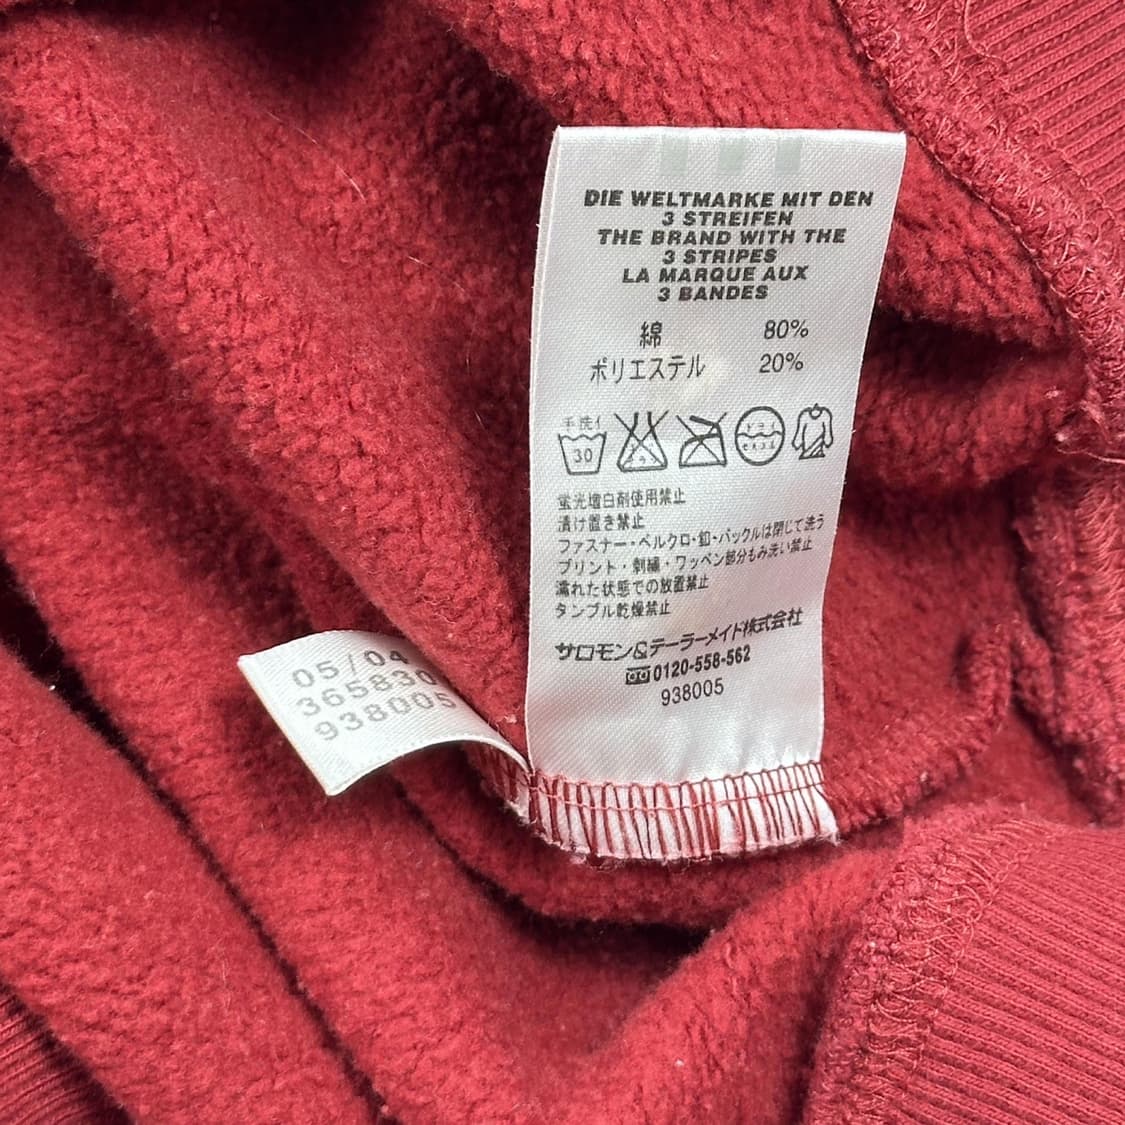 DIE WELTMARKE MIT DEN
3 STREIFEN
THE BRAND WITH THE
3 STRIPES
LA MARQUE AUX
3 BANDES
綿 80%
ポリエステル 20%
手洗イ
30
蛍光増白剤使用禁止
漬け置き禁止
ファスナー・ベルクロ・釦・バックルは閉じて洗う
プリント・刺繍・ワッペン部分もみ洗い禁止
濡れた状態での放置禁止
タンブル乾燥禁止
サロモン&テーラーメイド株式会社
0120-558-562
938005
05/04
365830
938005